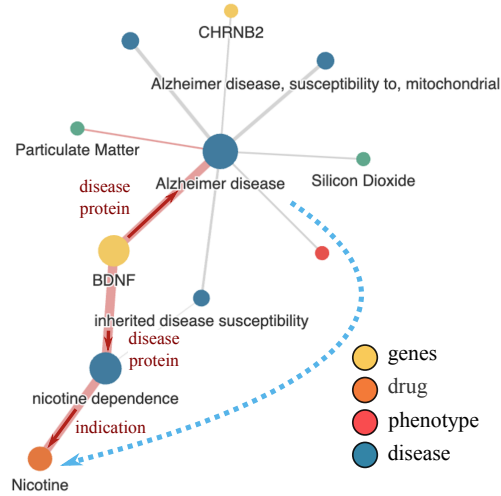 CHRNB2
Alzheimer disease, susceptibility to, mitochondrial
Particulate Matter
Alzheimer disease
Silicon Dioxide
disease
protein
BDNF
inherited disease susceptibility
disease
protein
nicotine dependence
indication
Nicotine
genes
drug
phenotype
disease